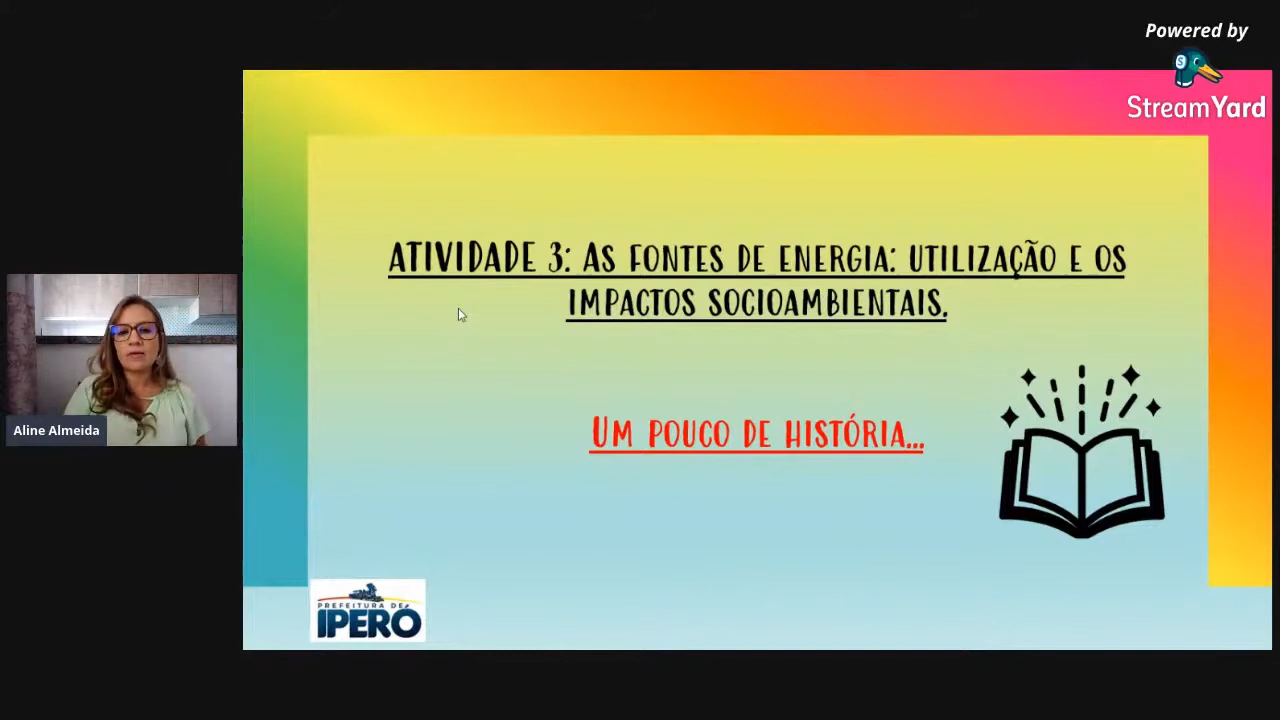 Powered by
StreamYard
ATIVIDADE 3: AS FONTES DE ENERGIA: UTILIZAÇÃO E OS
IMPACTOS SOCIOAMBIENTAIS.
UM POUCO DE HISTÓRIA...
Aline Almeida
PREFEITURA DE
IPERÓ